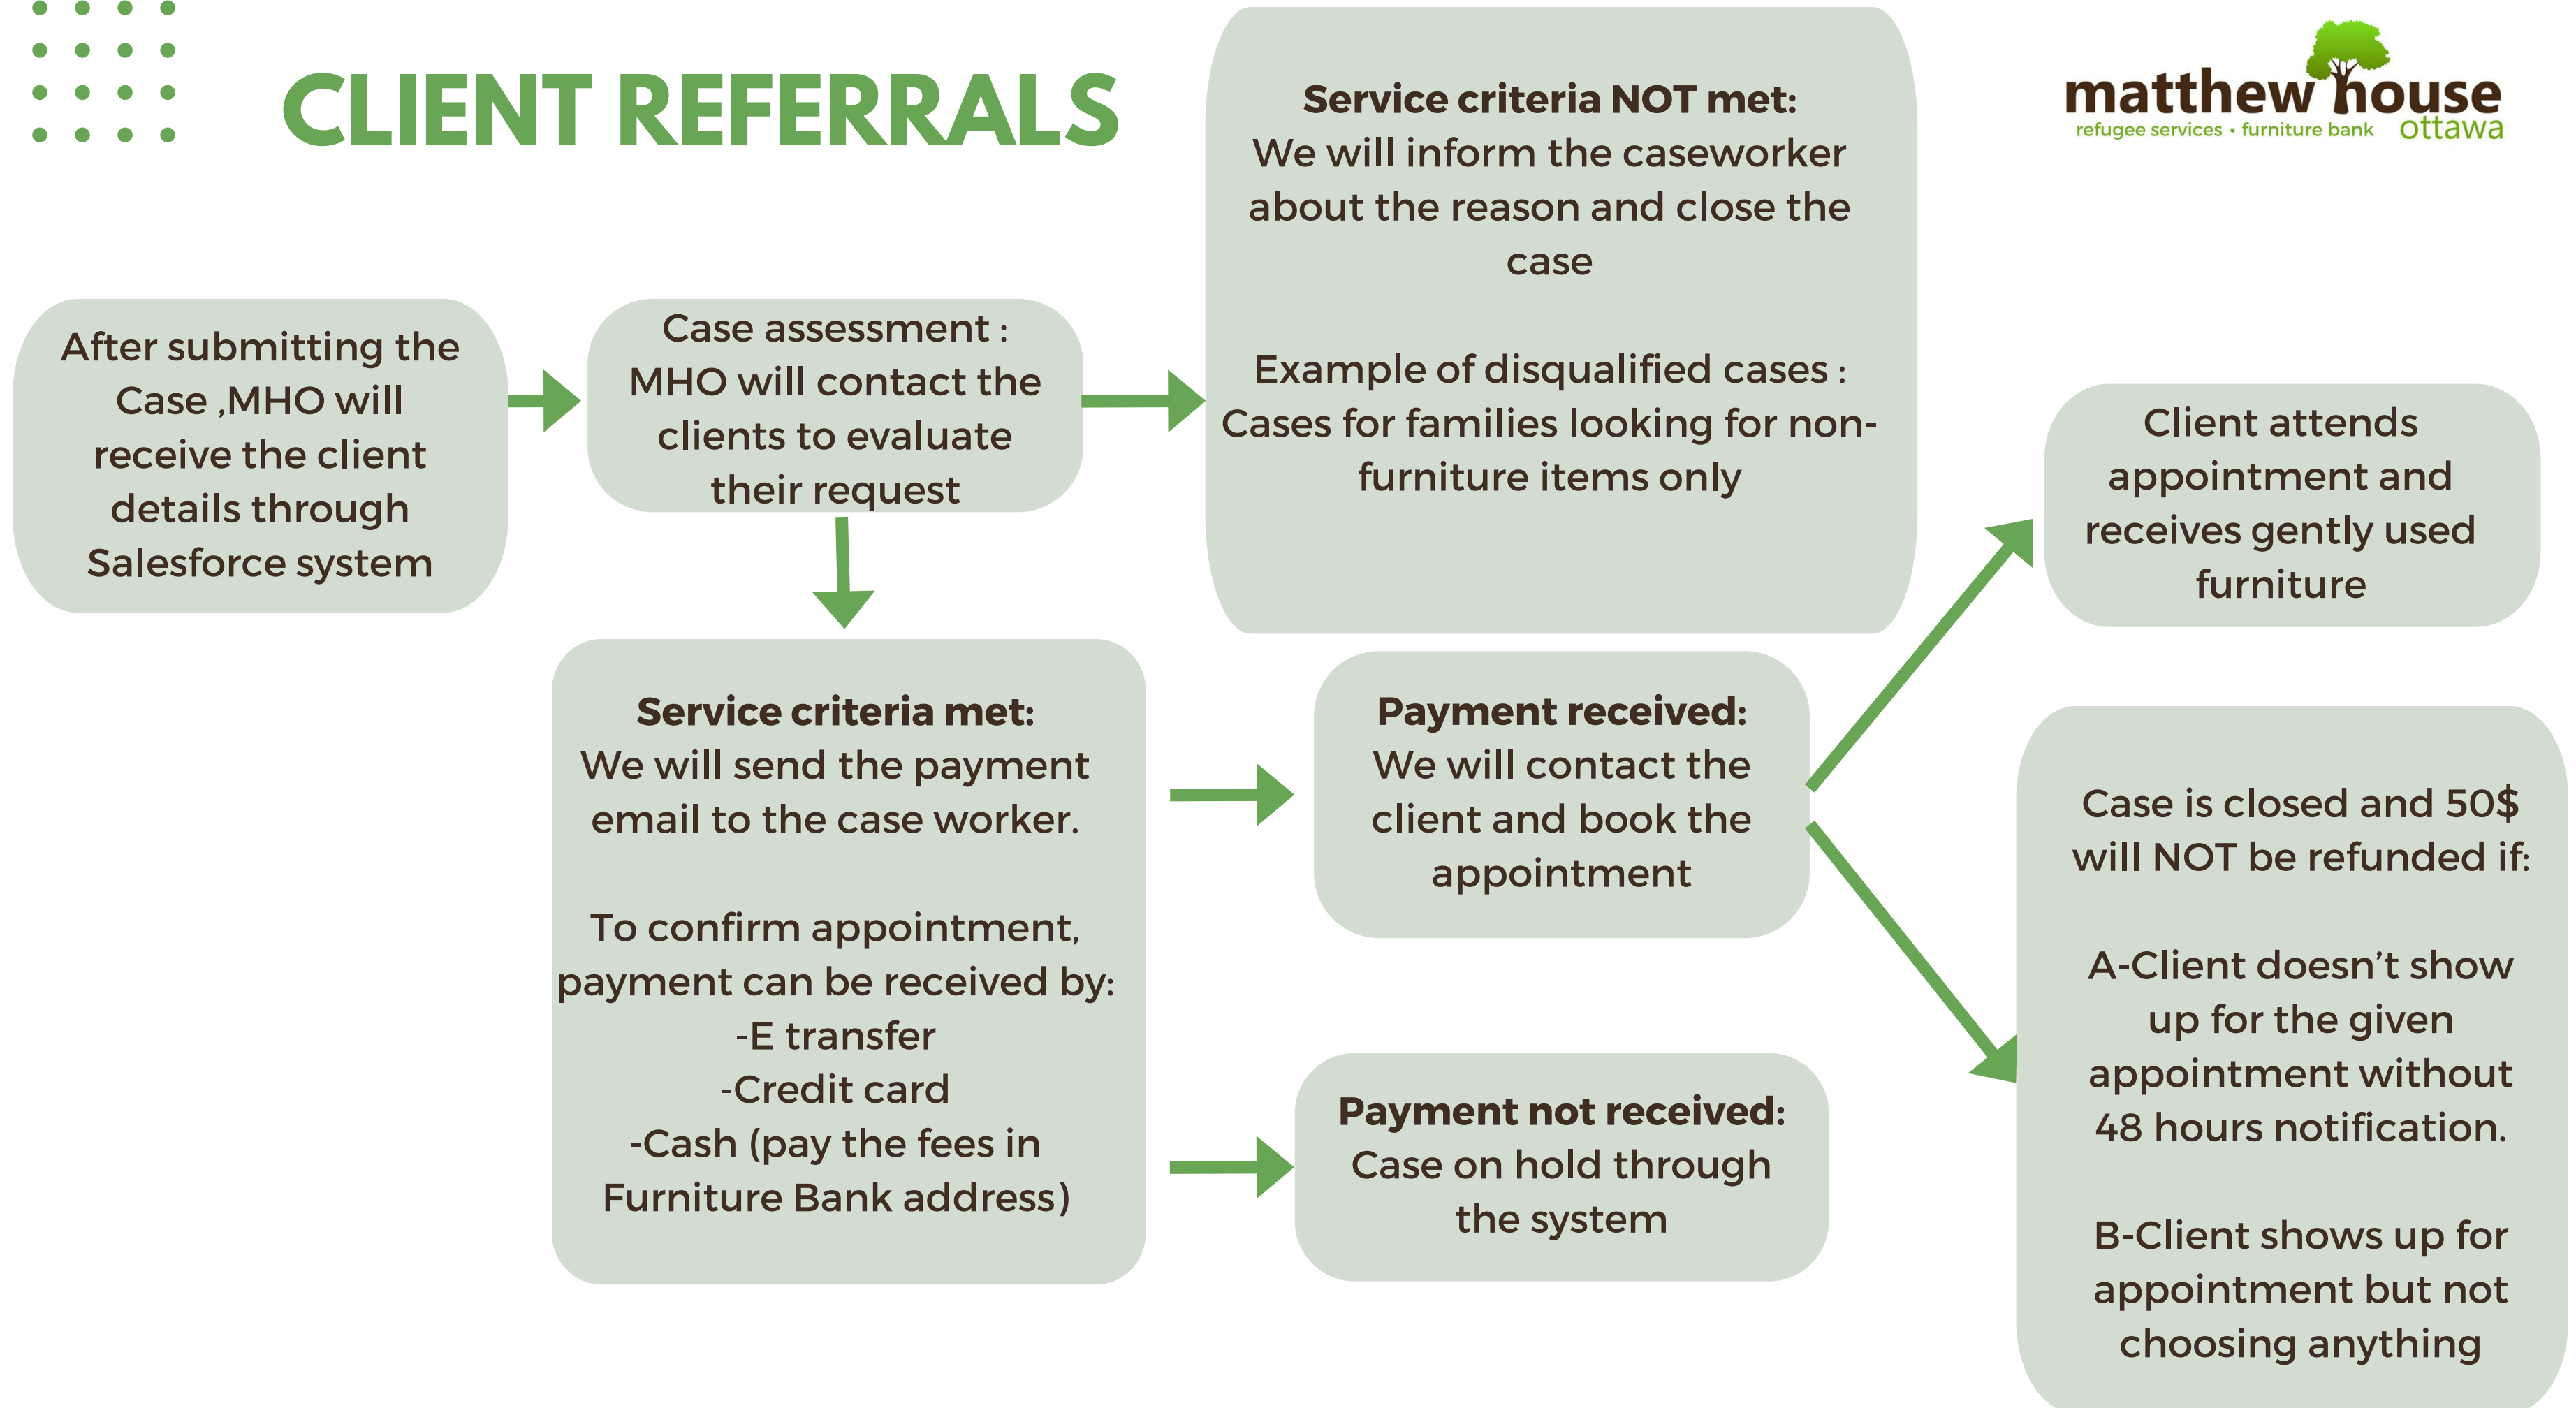 CLIENT REFERRALS
matthew house
refugee services • furniture bank ottawa
After submitting the
Case ,MHO will
receive the client
details through
Salesforce system
Case assessment :
MHO will contact the
clients to evaluate
their request
Service criteria NOT met:
We will inform the caseworker
about the reason and close the
case
Example of disqualified cases :
Cases for families looking for non-
furniture items only
Service criteria met:
We will send the payment
email to the case worker.
To confirm appointment,
payment can be received by:
-E transfer
-Credit card
-Cash (pay the fees in
Furniture Bank address)
Payment received:
We will contact the
client and book the
appointment
Payment not received:
Case on hold through
the system
Client attends
appointment and
receives gently used
furniture
Case is closed and 50$
will NOT be refunded if:
A-Client doesn’t show
up for the given
appointment without
48 hours notification.
B-Client shows up for
appointment but not
choosing anything